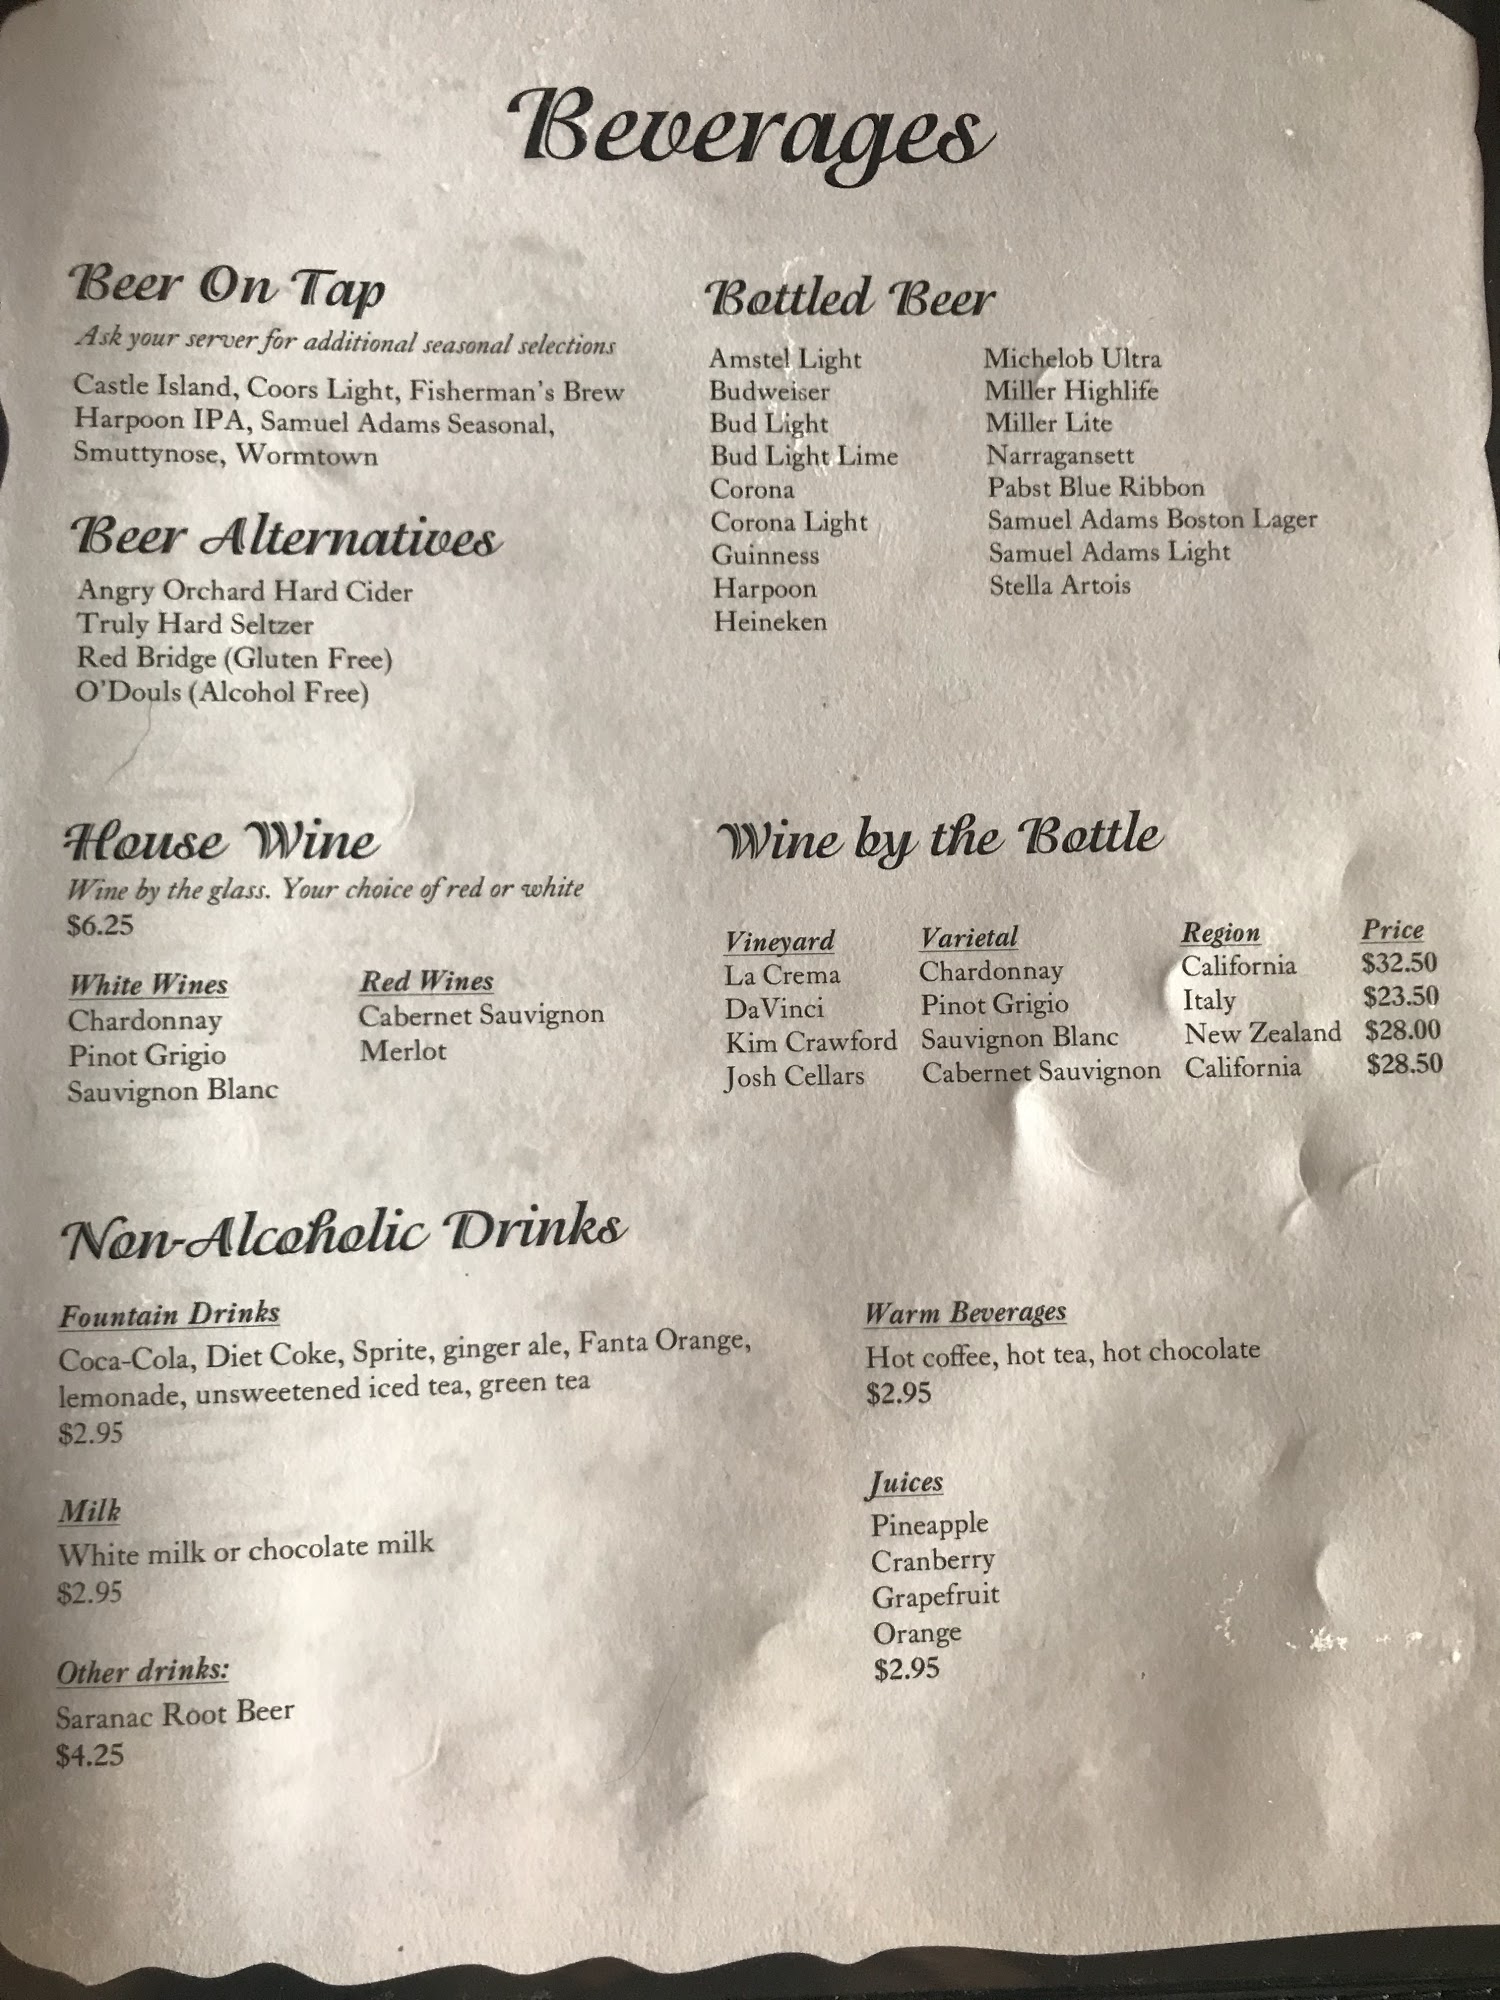 Beverages
Beer On Tap
Ask your server for additional seasonal selections
Castle Island, Coors Light, Fisherman's Brew
Harpoon IPA, Samuel Adams Seasonal,
Smuttynose, Wormtown
Beer Alternatives
Angry Orchard Hard Cider
Truly Hard Seltzer
Red Bridge (Gluten Free)
O'Douls (Alcohol Free)
Bottled Beer
Amstel Light
Budweiser
Bud Light
Bud Light Lime
Corona
Corona Light
Guinness
Harpoon
Heineken
Michelob Ultra
Miller Highlife
Miller Lite
Narragansett
Pabst Blue Ribbon
Samuel Adams Boston Lager
Samuel Adams Light
Stella Artois
House Wine
Wine by the glass. Your choice of red or white
$6.25
White Wines
Chardonnay
Pinot Grigio
Sauvignon Blanc
Red Wines
Cabernet Sauvignon
Merlot
Wine by the Bottle
Vineyard Varietal Region Price
La Crema Chardonnay California $32.50
DaVinci Pinot Grigio Italy $23.50
Kim Crawford Sauvignon Blanc New Zealand $28.00
Josh Cellars Cabernet Sauvignon California $28.50
Non-Alcoholic Drinks
Fountain Drinks
Coca-Cola, Diet Coke, Sprite, ginger ale, Fanta Orange,
lemonade, unsweetened iced tea, green tea
$2.95
Milk
White milk or chocolate milk
$2.95
Other drinks:
Saranac Root Beer
$4.25
Warm Beverages
Hot coffee, hot tea, hot chocolate
$2.95
Juices
Pineapple
Cranberry
Grapefruit
Orange
$2.95